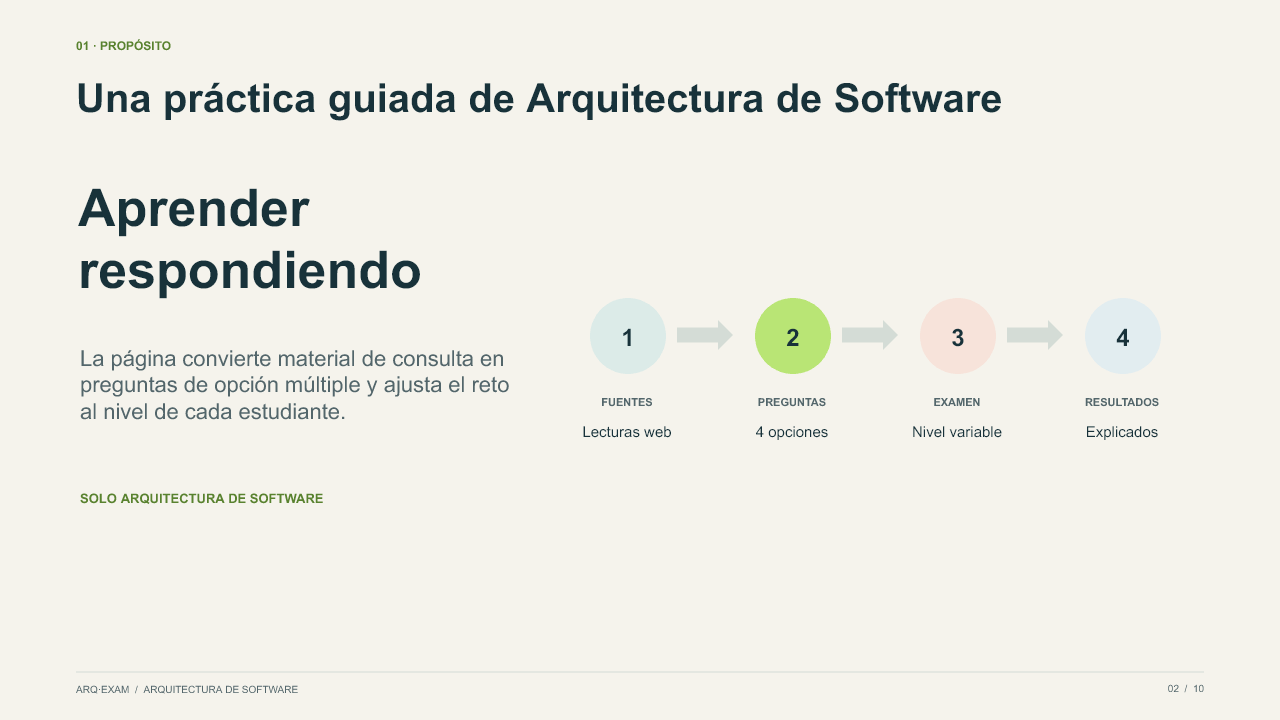 01 · PROPÓSITO
Una práctica guiada de Arquitectura de Software
Aprender
respondiendo
La página convierte material de consulta en
preguntas de opción múltiple y ajusta el reto
al nivel de cada estudiante.
SOLO ARQUITECTURA DE SOFTWARE
1
2
3
4
FUENTES
PREGUNTAS
EXAMEN
RESULTADOS
Lecturas web
4 opciones
Nivel variable
Explicados
ARQ·EXAM / ARQUITECTURA DE SOFTWARE
02 / 10